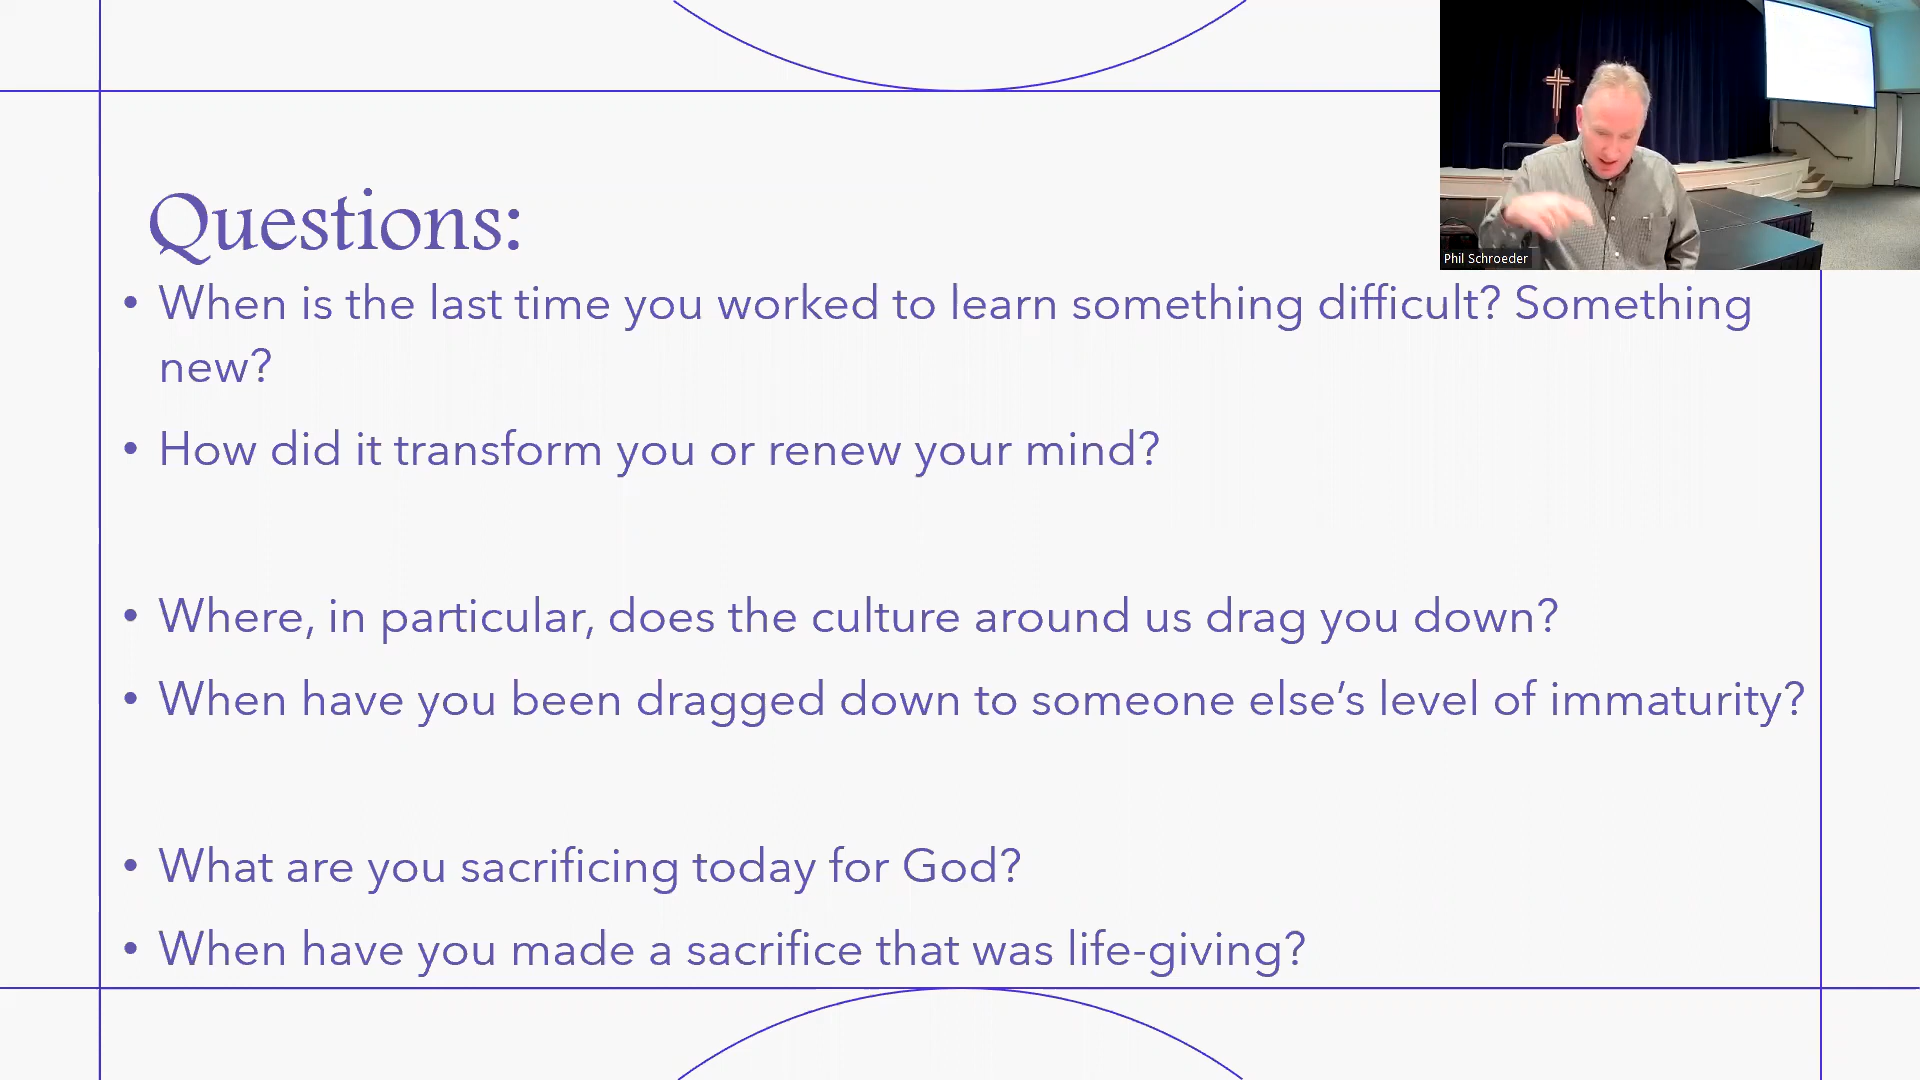 Phil Schroeder
Questions:
• When is the last time you worked to learn something difficult? Something
new?
• How did it transform you or renew your mind?
• Where, in particular, does the culture around us drag you down?
• When have you been dragged down to someone else’s level of immaturity?
• What are you sacrificing today for God?
• When have you made a sacrifice that was life-giving?